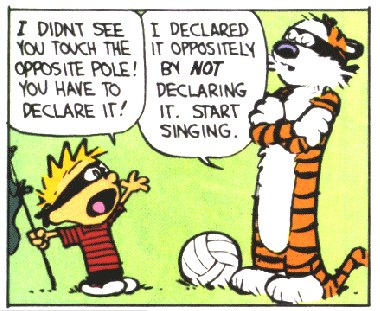 I DIDNT SEE
YOU TOUCH THE
OPPOSITE POLE!
YOU HAVE TO
DECLARE IT!
I DECLARED
IT OPPOSITELY
BY NOT
DECLARING
IT. START
SINGING.